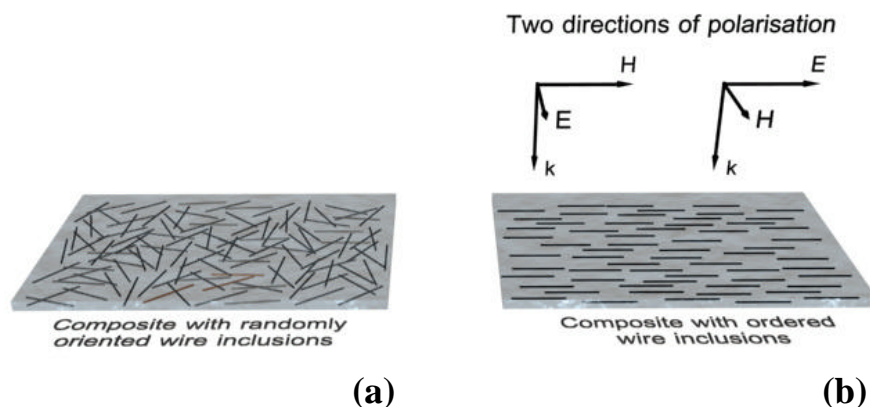 Two directions of polarisation
H
E
E
H
k
k
Composite with randomly
oriented wire inclusions
Composite with ordered
wire inclusions
(a)
(b)